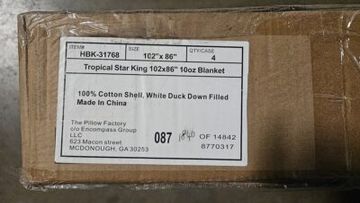 ITEM# SIZE QTY/CASE
HBK-31768 102"x 86" 4
Tropical Star King 102x86" 10oz Blanket
100% Cotton Shell, White Duck Down Filled
Made In China
The Pillow Factory
c/o Encompass Group
LLC
623 Macon street
MCDONOUGH, GA 30253
087 OF 14842
8770317